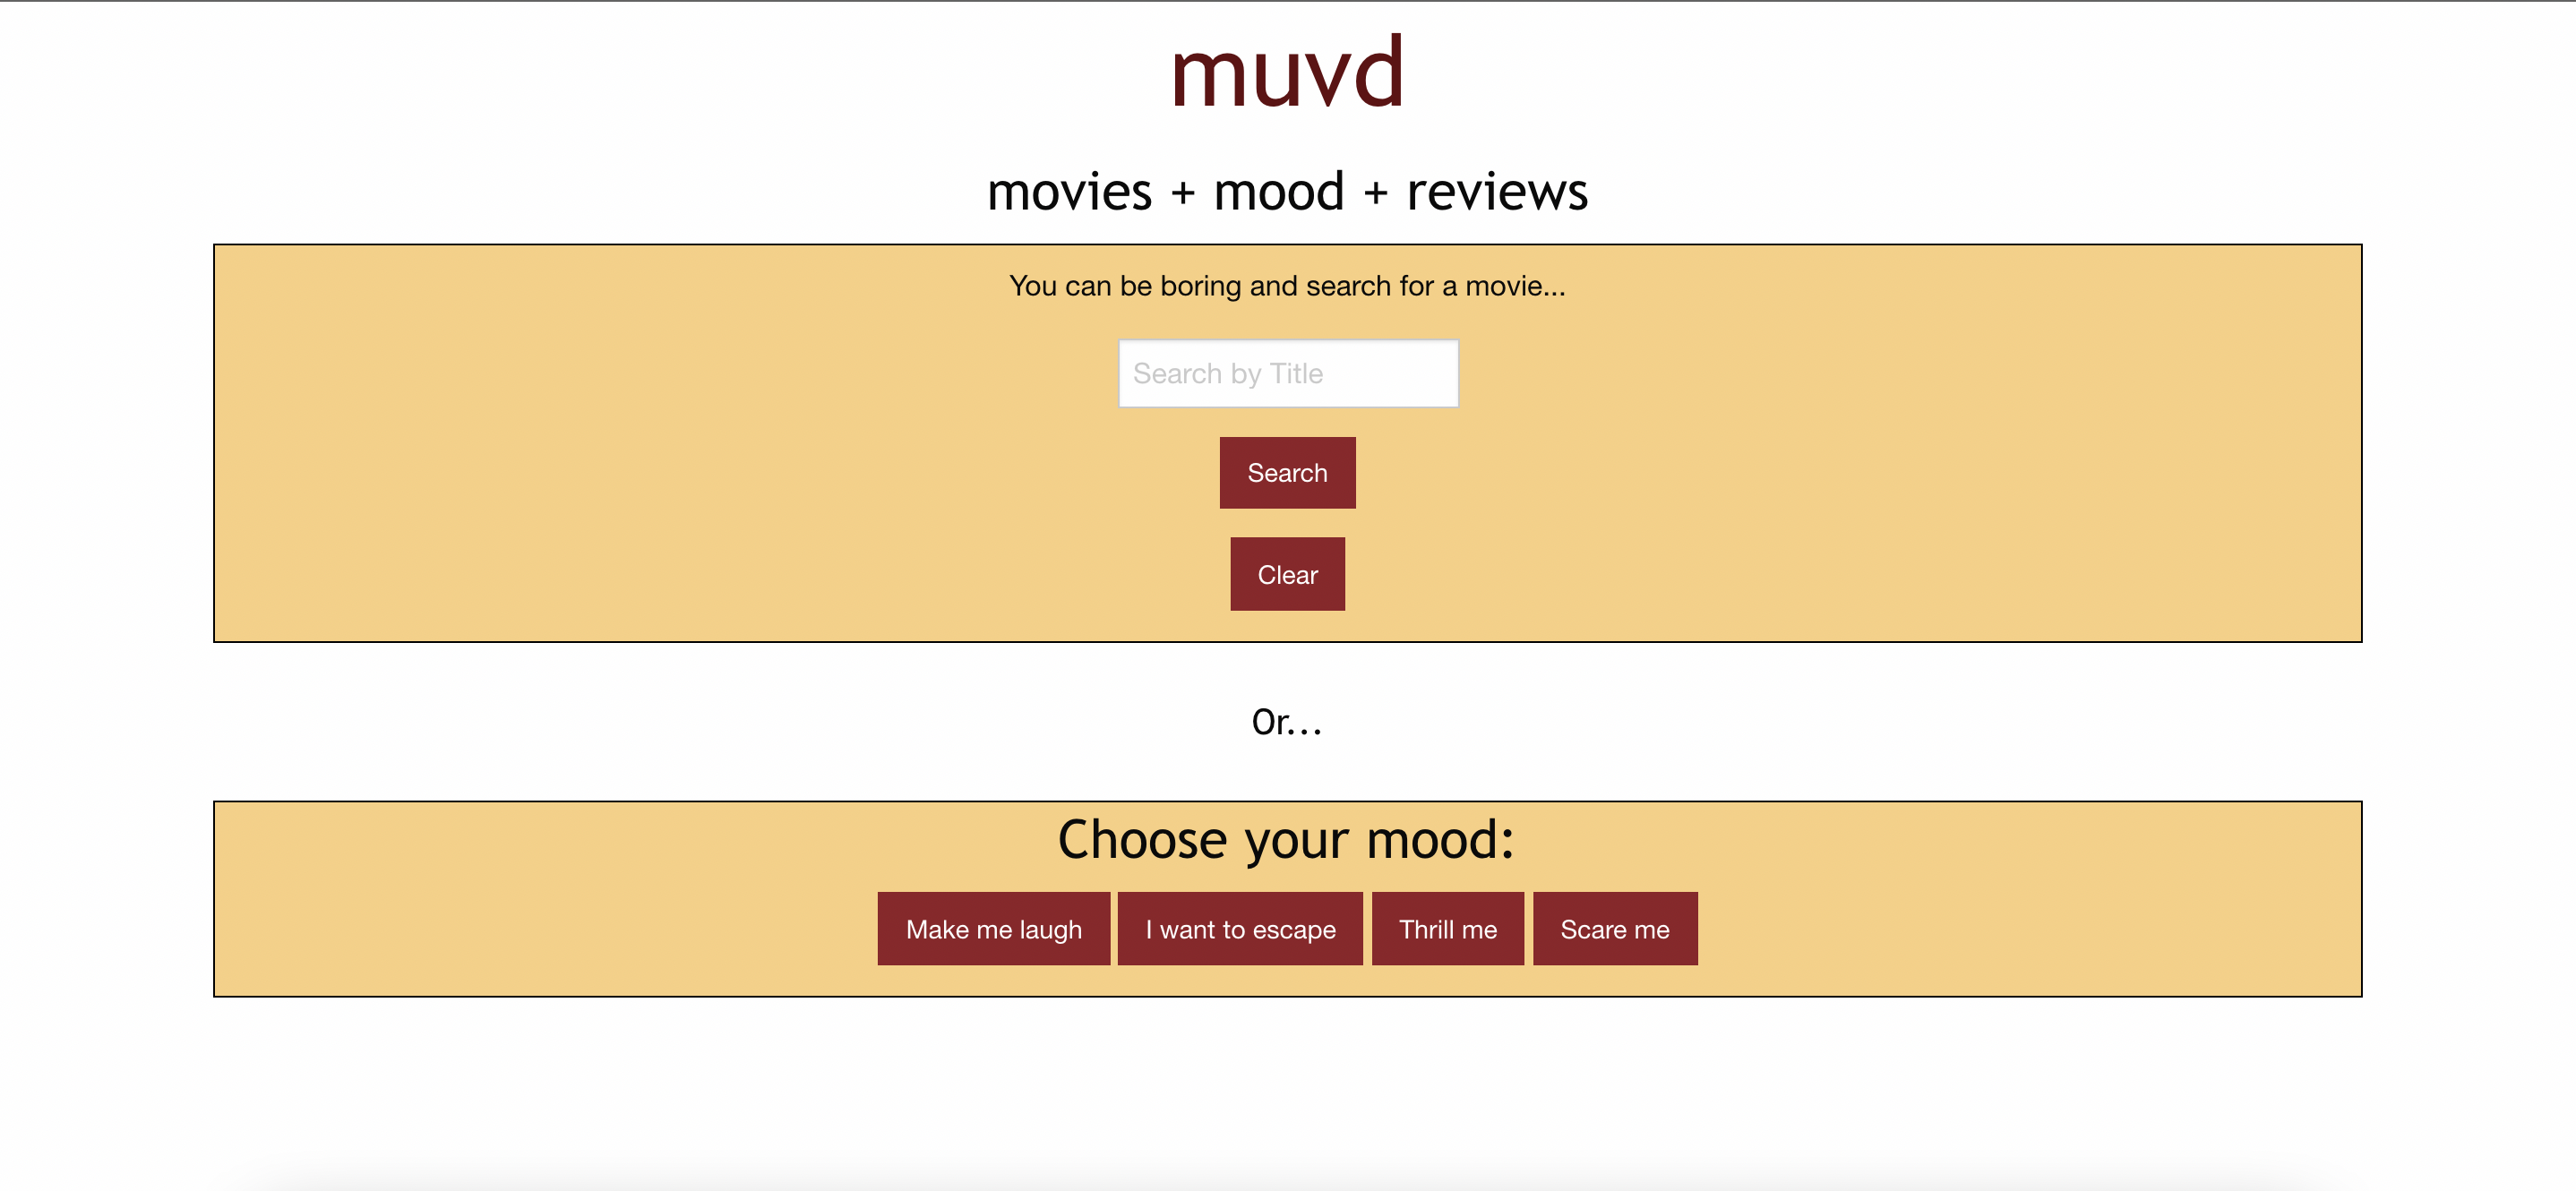 muvd
movies + mood + reviews
You can be boring and search for a movie...
Search by Title
Search
Clear
Or...
Choose your mood:
Make me laugh I want to escape Thrill me Scare me